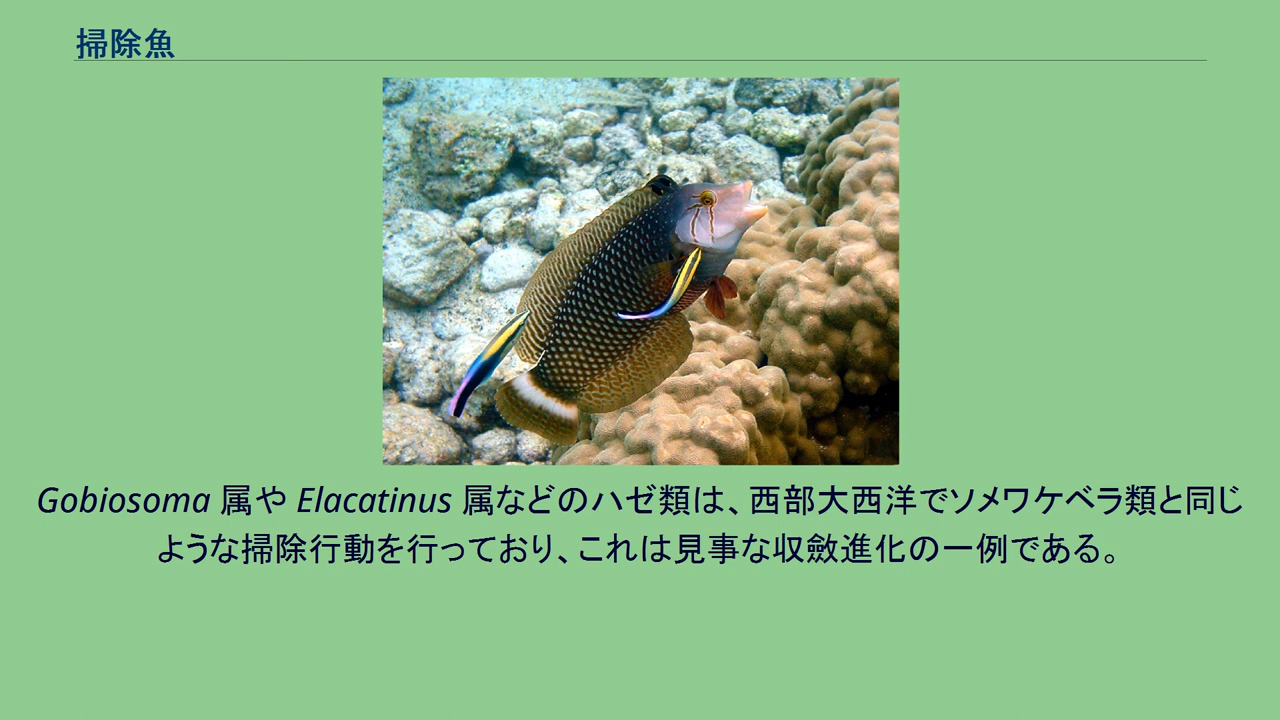 掃除魚
Gobiosoma 属や Elacatinus 属などのハゼ類は、西部大西洋でソメワケベラ類と同じ
ような掃除行動を行っており、これは見事な収斂進化の一例である。